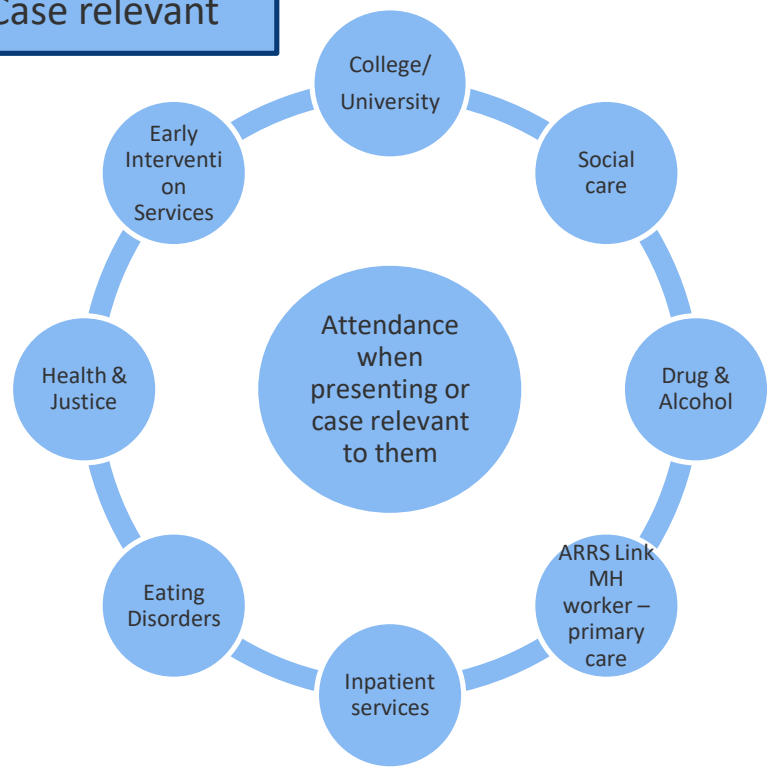 Case relevant
College/
University
Early
Interventi
on
Services
Social
care
Attendance
when
presenting or
case relevant
to them
Health &
Justice
Drug &
Alcohol
Eating
Disorders
ARRS Link
MH
worker –
primary
care
Inpatient
services